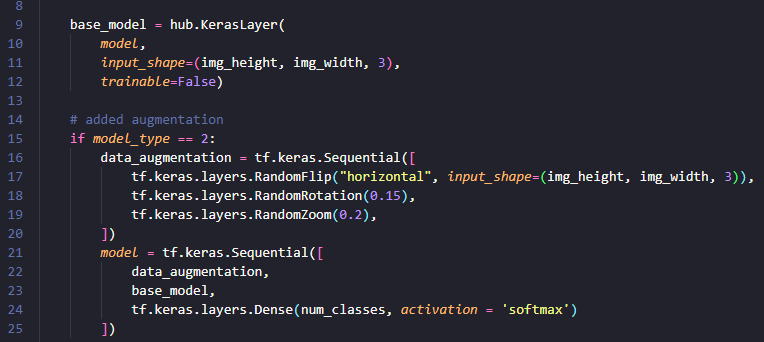 8
9 base_model = hub.KerasLayer(
10 model,
11 input_shape=(img_height, img_width, 3),
12 trainable=False)
13
14 # added augmentation
15 if model_type == 2:
16 data_augmentation = tf.keras.Sequential([
17 tf.keras.layers.RandomFlip("horizontal", input_shape=(img_height, img_width, 3)),
18 tf.keras.layers.RandomRotation(0.15),
19 tf.keras.layers.RandomZoom(0.2),
20 ])
21 model = tf.keras.Sequential([
22 data_augmentation,
23 base_model,
24 tf.keras.layers.Dense(num_classes, activation = 'softmax')
25 ])